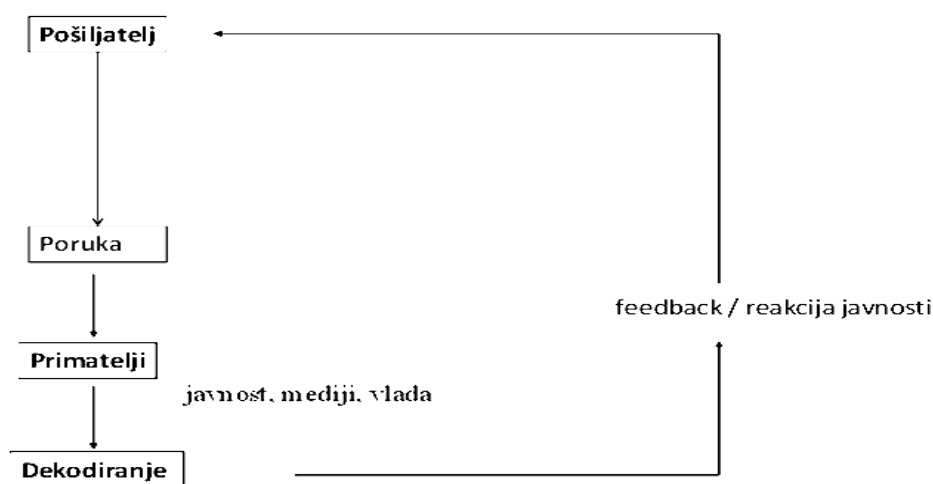 Pošiljatelj
Poruka
feedback / reakcija javnosti
Primatelji
javnost, mediji, vlada
Dekodiranje